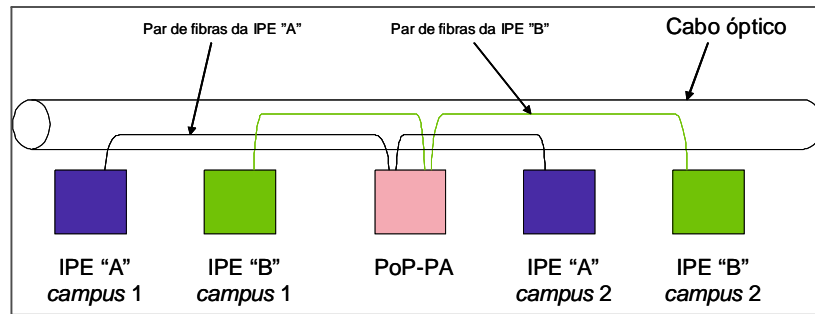 Par de fibras da IPE ”A”
Par de fibras da IPE ”B”
Cabo óptico
IPE “A”
campus 1
IPE “B”
campus 1
PoP-PA
IPE “A”
campus 2
IPE “B”
campus 2